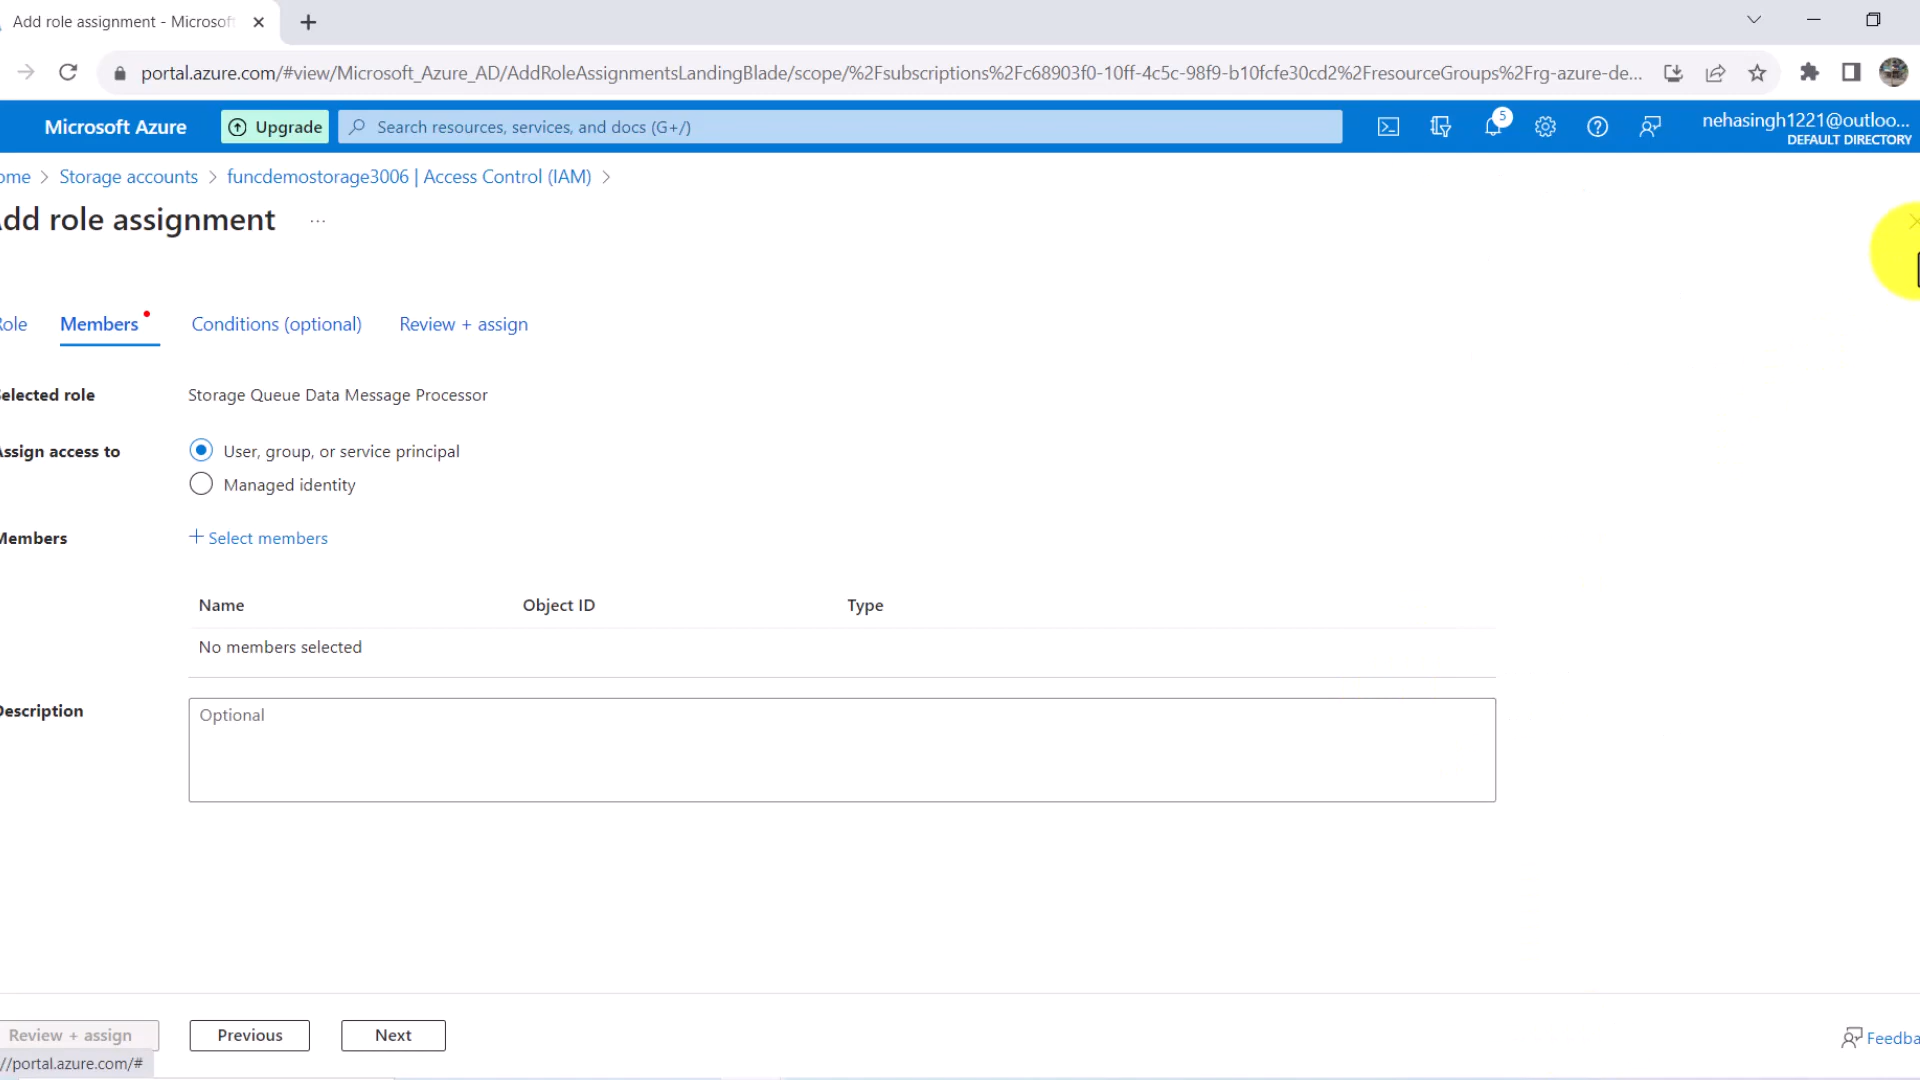 Add role assignment - Microsoft
portal.azure.com/#view/Microsoft_Azure_AD/AddRoleAssignmentsLandingBlade/scope/%2Fsubscriptions%2Fc68903f0-10ff-4c5c-98f9-b10fcfe30cd2%2FresourceGroups%2Frg-azure-de...
Microsoft Azure
Upgrade
Search resources, services, and docs (G+/)
5
nehasingh1221@outloo...
DEFAULT DIRECTORY
ome > Storage accounts > funcdemostorage3006 | Access Control (IAM) >
dd role assignment ...
Role Members Conditions (optional) Review + assign
Selected role Storage Queue Data Message Processor
Assign access to User, group, or service principal
Managed identity
Members + Select members
Name Object ID Type
No members selected
Description Optional
Review + assign Previous Next
Feedba
//portal.azure.com/#